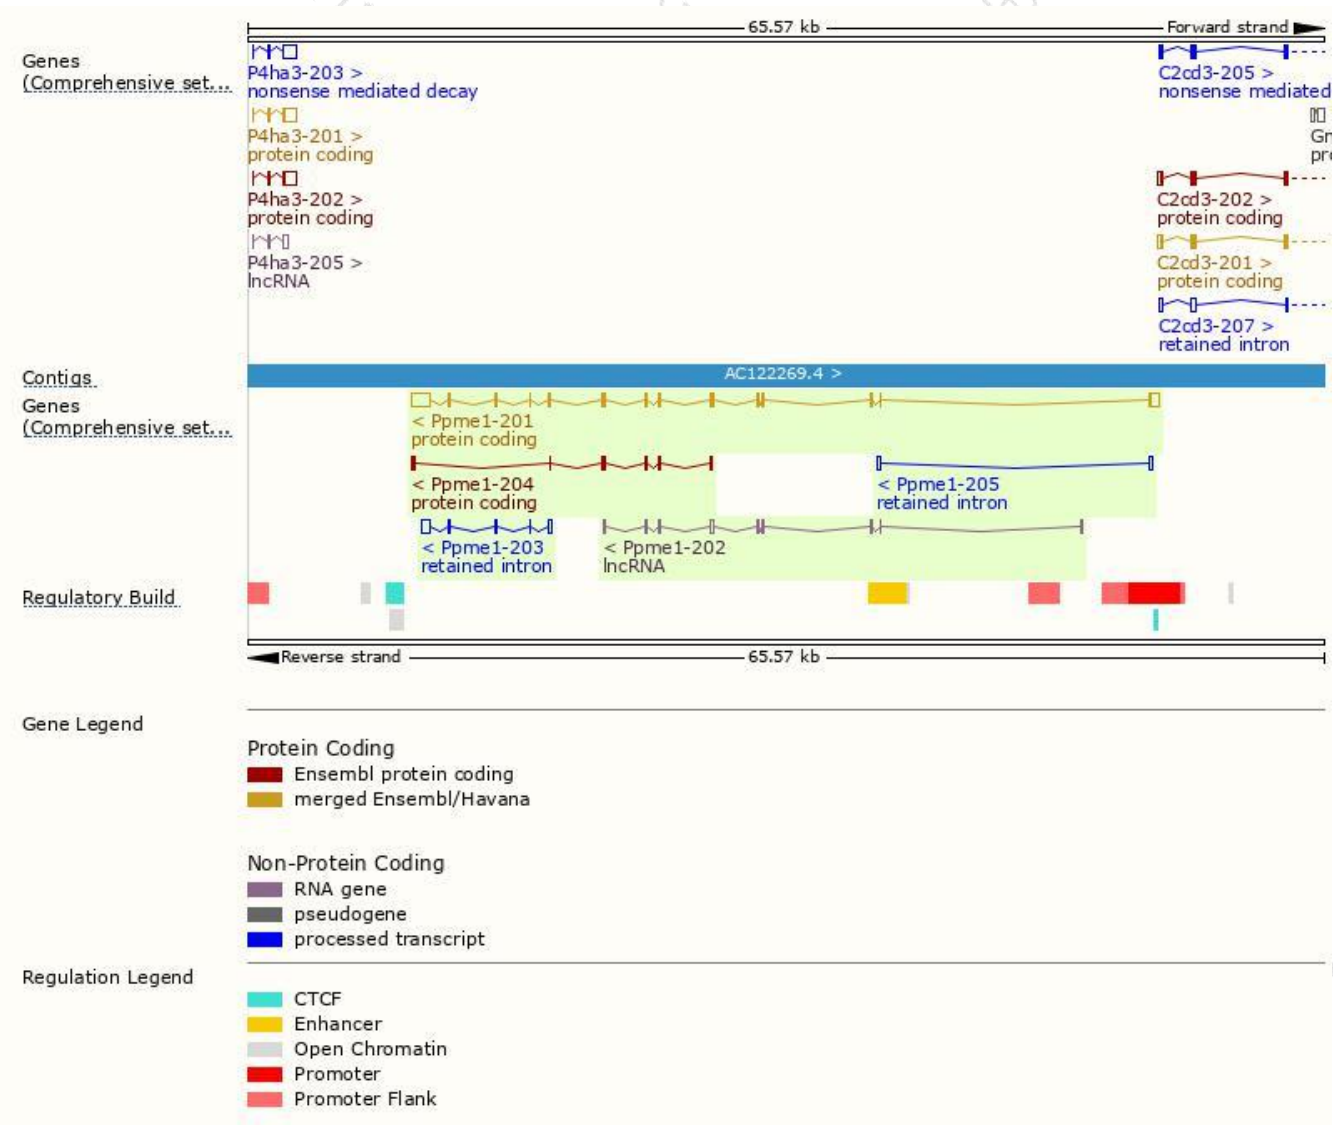 65.57 kb
Forward strand
Genes
(Comprehensive set...
P4ha3-203 >
nonsense mediated decay
C2cd3-205 >
nonsense mediated
P4ha3-201 >
protein coding
P4ha3-202 >
protein coding
C2cd3-202 >
protein coding
P4ha3-205 >
lncRNA
C2cd3-201 >
protein coding
C2cd3-207 >
retained intron
Contigs
AC122269.4 >
Genes
(Comprehensive set...
< Ppme1-201
protein coding
< Ppme1-204
protein coding
< Ppme1-205
retained intron
< Ppme1-203
retained intron
< Ppme1-202
lncRNA
Regulatory Build
Reverse strand
65.57 kb
Gene Legend
Protein Coding
Ensembl protein coding
merged Ensembl/Havana
Non-Protein Coding
RNA gene
pseudogene
processed transcript
Regulation Legend
CTCF
Enhancer
Open Chromatin
Promoter
Promoter Flank